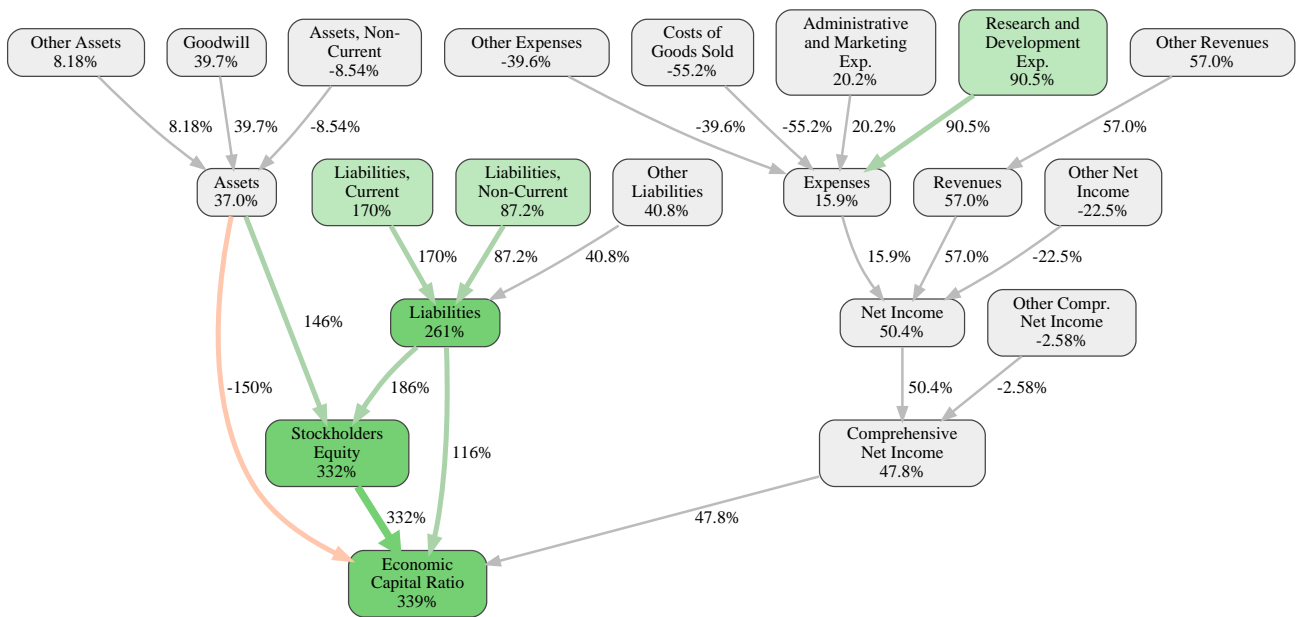 Other Assets
8.18%
Goodwill
39.7%
Assets, Non-
Current
-8.54%
Other Expenses
-39.6%
Costs of
Goods Sold
-55.2%
Administrative
and Marketing
Exp.
20.2%
Research and
Development
Exp.
90.5%
Other Revenues
57.0%
8.18%
39.7%
-8.54%
-39.6%
-55.2%
20.2%
90.5%
57.0%
Assets
37.0%
Liabilities,
Current
170%
Liabilities,
Non-Current
87.2%
Other
Liabilities
40.8%
Expenses
15.9%
Revenues
57.0%
Other Net
Income
-22.5%
170%
87.2%
40.8%
15.9%
57.0%
-22.5%
Liabilities
261%
Net Income
50.4%
Other Compr.
Net Income
-2.58%
146%
-150%
186%
50.4%
-2.58%
Stockholders
Equity
332%
116%
Comprehensive
Net Income
47.8%
332%
47.8%
Economic
Capital Ratio
339%